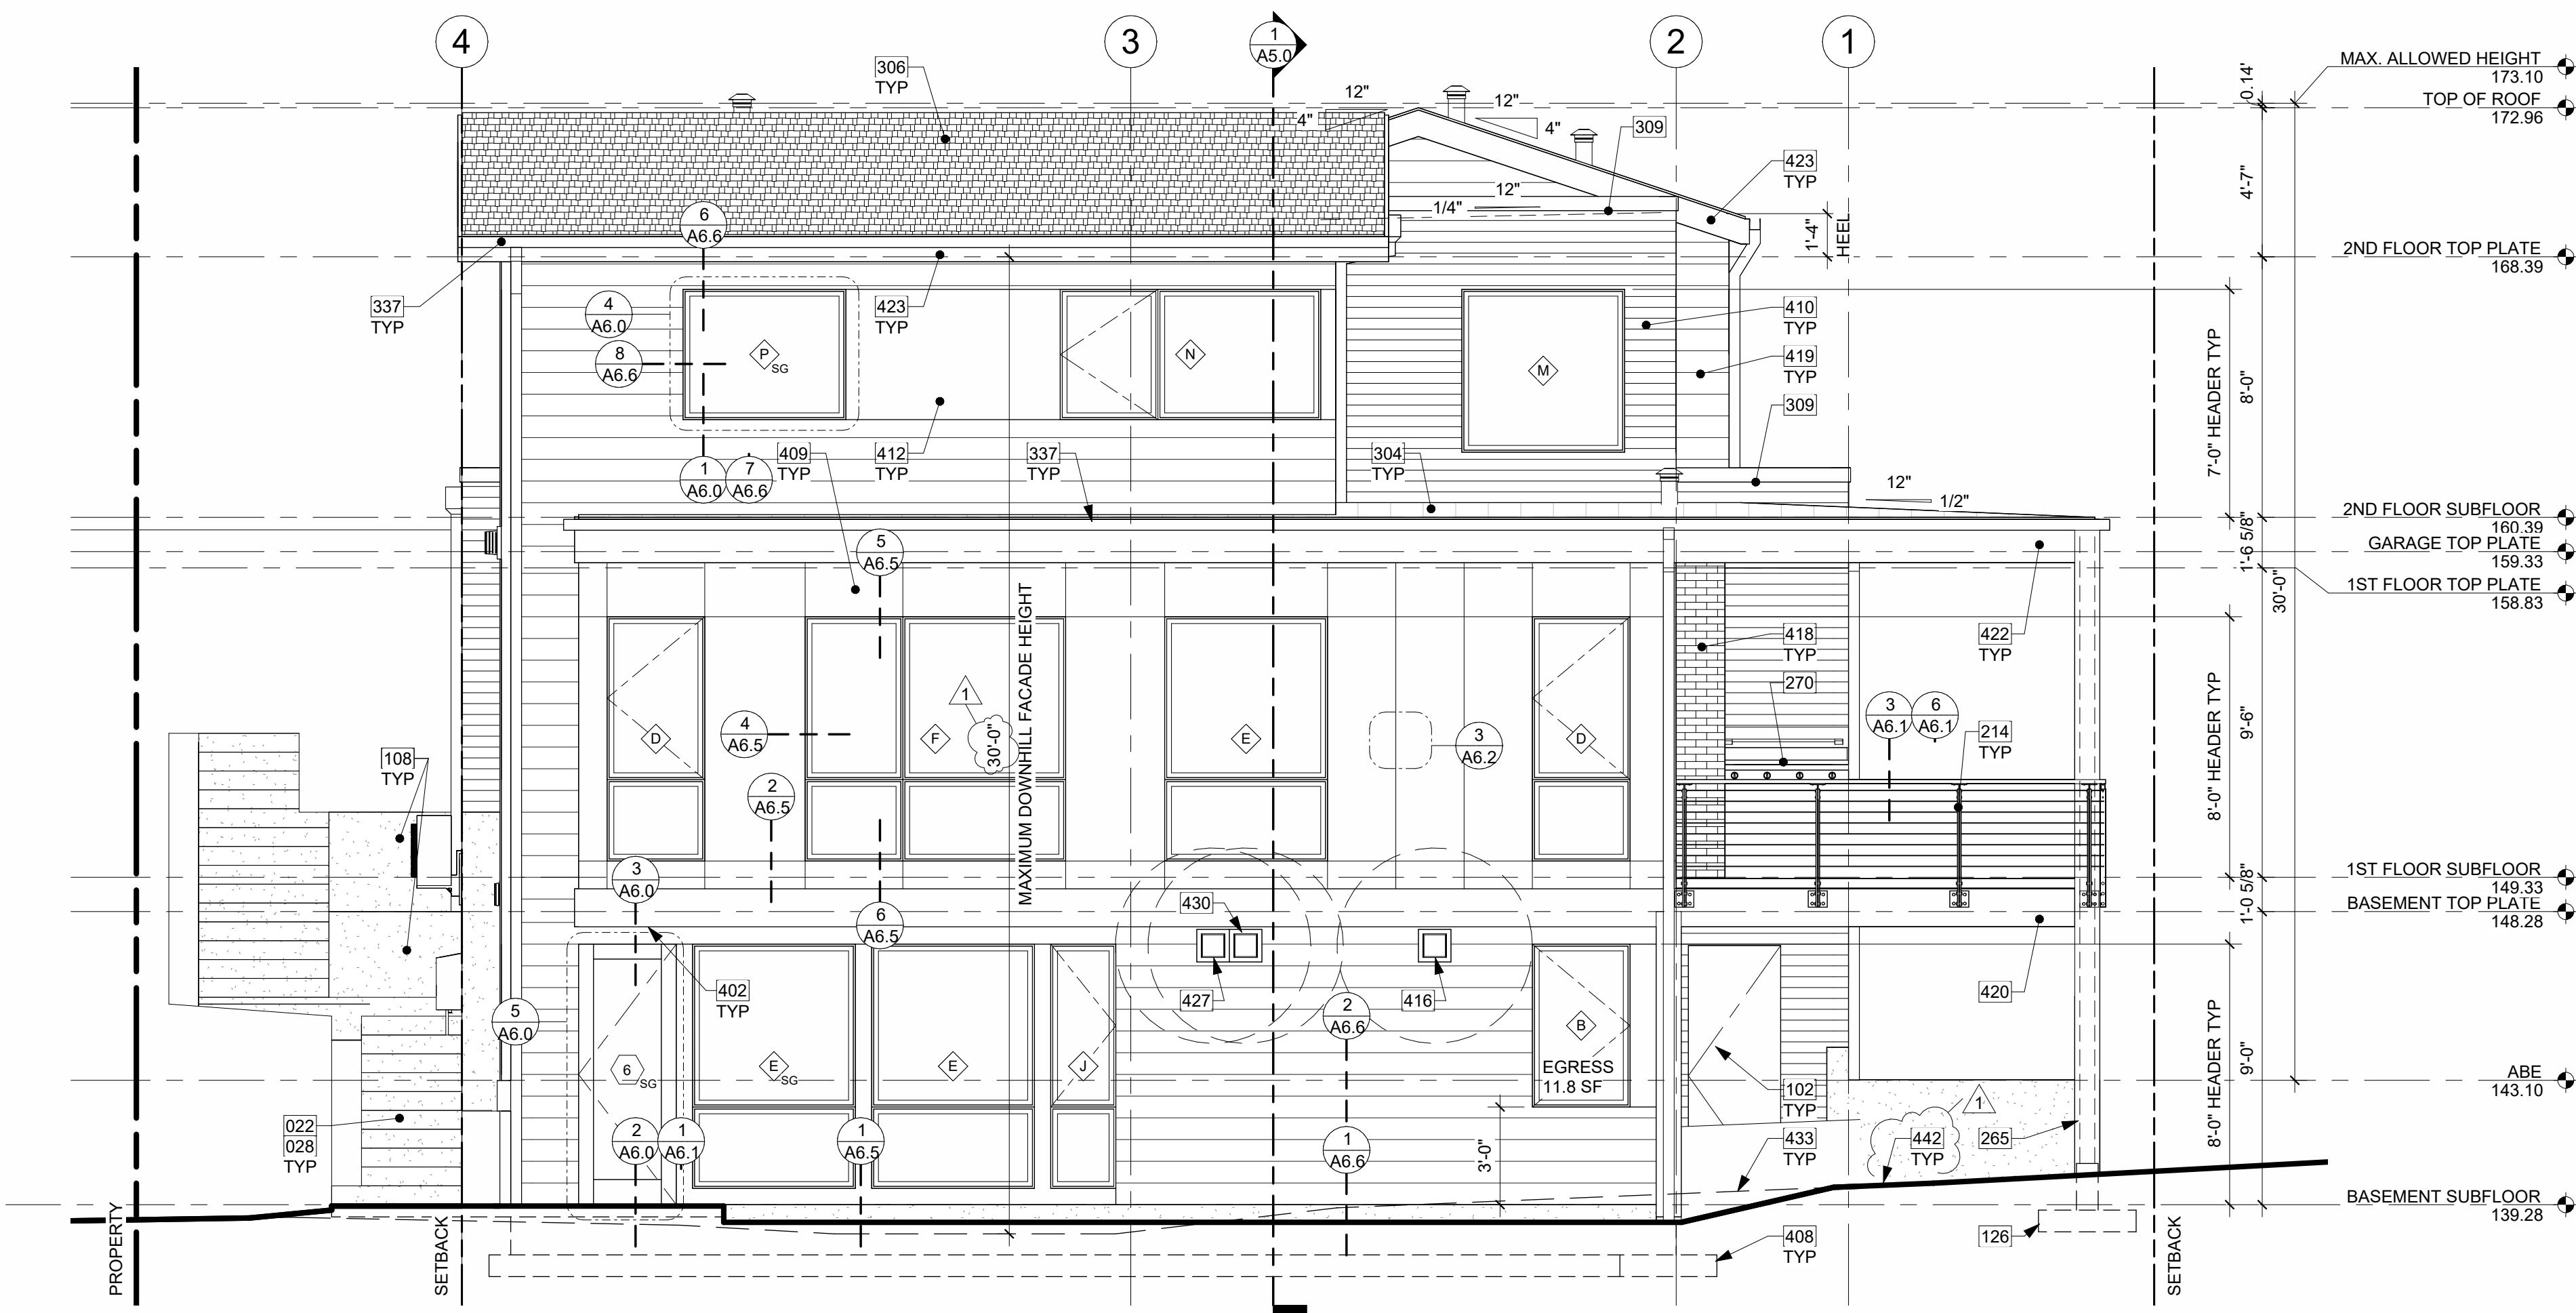 4
3
1
A5.0
2
1
306
TYP
12"
4"
12"
4"
309
423
TYP
12"
1/4"
1'-4"
HEEL
6
A6.6
337
TYP
4
A6.0
8
A6.6
P
SG
423
TYP
N
M
410
TYP
419
TYP
309
409
TYP
412
TYP
337
TYP
304
TYP
1
A6.0
7
A6.6
12"
1/2"
5
A6.5
MAXIMUM DOWNHILL FACADE HEIGHT
30'-0"
1
D
4
A6.5
F
E
3
A6.2
D
2
A6.5
418
TYP
270
3
A6.1
6
A6.1
422
TYP
214
TYP
108
TYP
3
A6.0
6
A6.5
430
427
416
402
TYP
5
A6.0
6
SG
E
SG
E
J
2
A6.6
B
EGRESS
11.8 SF
420
102
TYP
1
022
028
TYP
2
A6.0
1
A6.1
1
A6.5
1
A6.6
3'-0"
433
TYP
442
TYP
265
408
TYP
126
PROPERTY
SETBACK
SETBACK
MAX. ALLOWED HEIGHT
173.10
0.14'
TOP OF ROOF
172.96
4'-7"
2ND FLOOR TOP PLATE
168.39
7'-0" HEADER TYP
8'-0"
2ND FLOOR SUBFLOOR
160.39
1'-6 5/8"
GARAGE TOP PLATE
159.33
1ST FLOOR TOP PLATE
158.83
30'-0"
8'-0" HEADER TYP
9'-6"
1ST FLOOR SUBFLOOR
149.33
1'-0 5/8"
BASEMENT TOP PLATE
148.28
8'-0" HEADER TYP
9'-0"
ABE
143.10
BASEMENT SUBFLOOR
139.28